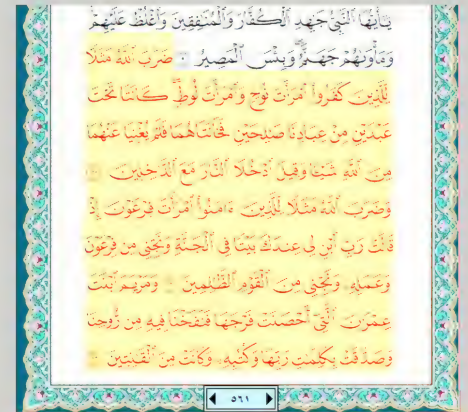 يَـٰٓأَيُّهَا ٱلنَّبِىُّ جَـٰهِدِ ٱلْكُفَّارَ وَٱلْمُنَـٰفِقِينَ وَٱغْلُظْ عَلَيْهِمْ
وَمَأْوَىٰهُمْ جَهَنَّمُ وَبِئْسَ ٱلْمَصِيرُ ضَرَبَ ٱللَّهُ مَثَلًا
لِّلَّذِينَ كَفَرُوا۟ ٱمْرَأَتَ نُوحٍ وَٱمْرَأَتَ لُوطٍ كَانَتَا تَحْتَ
عَبْدَيْنِ مِنْ عِبَادِنَا صَـٰلِحَيْنِ فَخَانَتَاهُمَا فَلَمْ يُغْنِيَا عَنْهُمَا
مِنَ ٱللَّهِ شَيْـًٔا وَقِيلَ ٱدْخُلَا ٱلنَّارَ مَعَ ٱلدَّٰخِلِينَ
وَضَرَبَ ٱللَّهُ مَثَلًا لِّلَّذِينَ ءَامَنُوا۟ ٱمْرَأَتَ فِرْعَوْنَ إِذْ
قَالَتْ رَبِّ ٱبْنِ لِى عِندَكَ بَيْتًا فِى ٱلْجَنَّةِ وَنَجِّنِى مِن فِرْعَوْنَ
وَعَمَلِهِۦ وَنَجِّنِى مِنَ ٱلْقَوْمِ ٱلظَّـٰلِمِينَ وَمَرْيَمَ ٱبْنَتَ
عِمْرَٰنَ ٱلَّتِىٓ أَحْصَنَتْ فَرْجَهَا فَنَفَخْنَا فِيهِ مِن رُّوحِنَا
وَصَدَّقَتْ بِكَلِمَـٰتِ رَبِّهَا وَكُتُبِهِۦ وَكَانَتْ مِنَ ٱلْقَـٰنِتِينَ
٥٦١